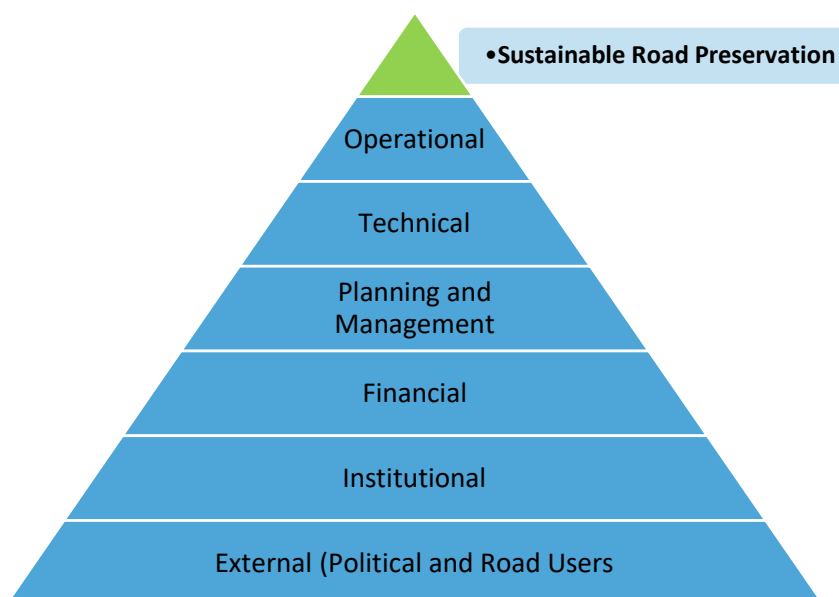 •Sustainable Road Preservation
Operational
Technical
Planning and
Management
Financial
Institutional
External (Political and Road Users